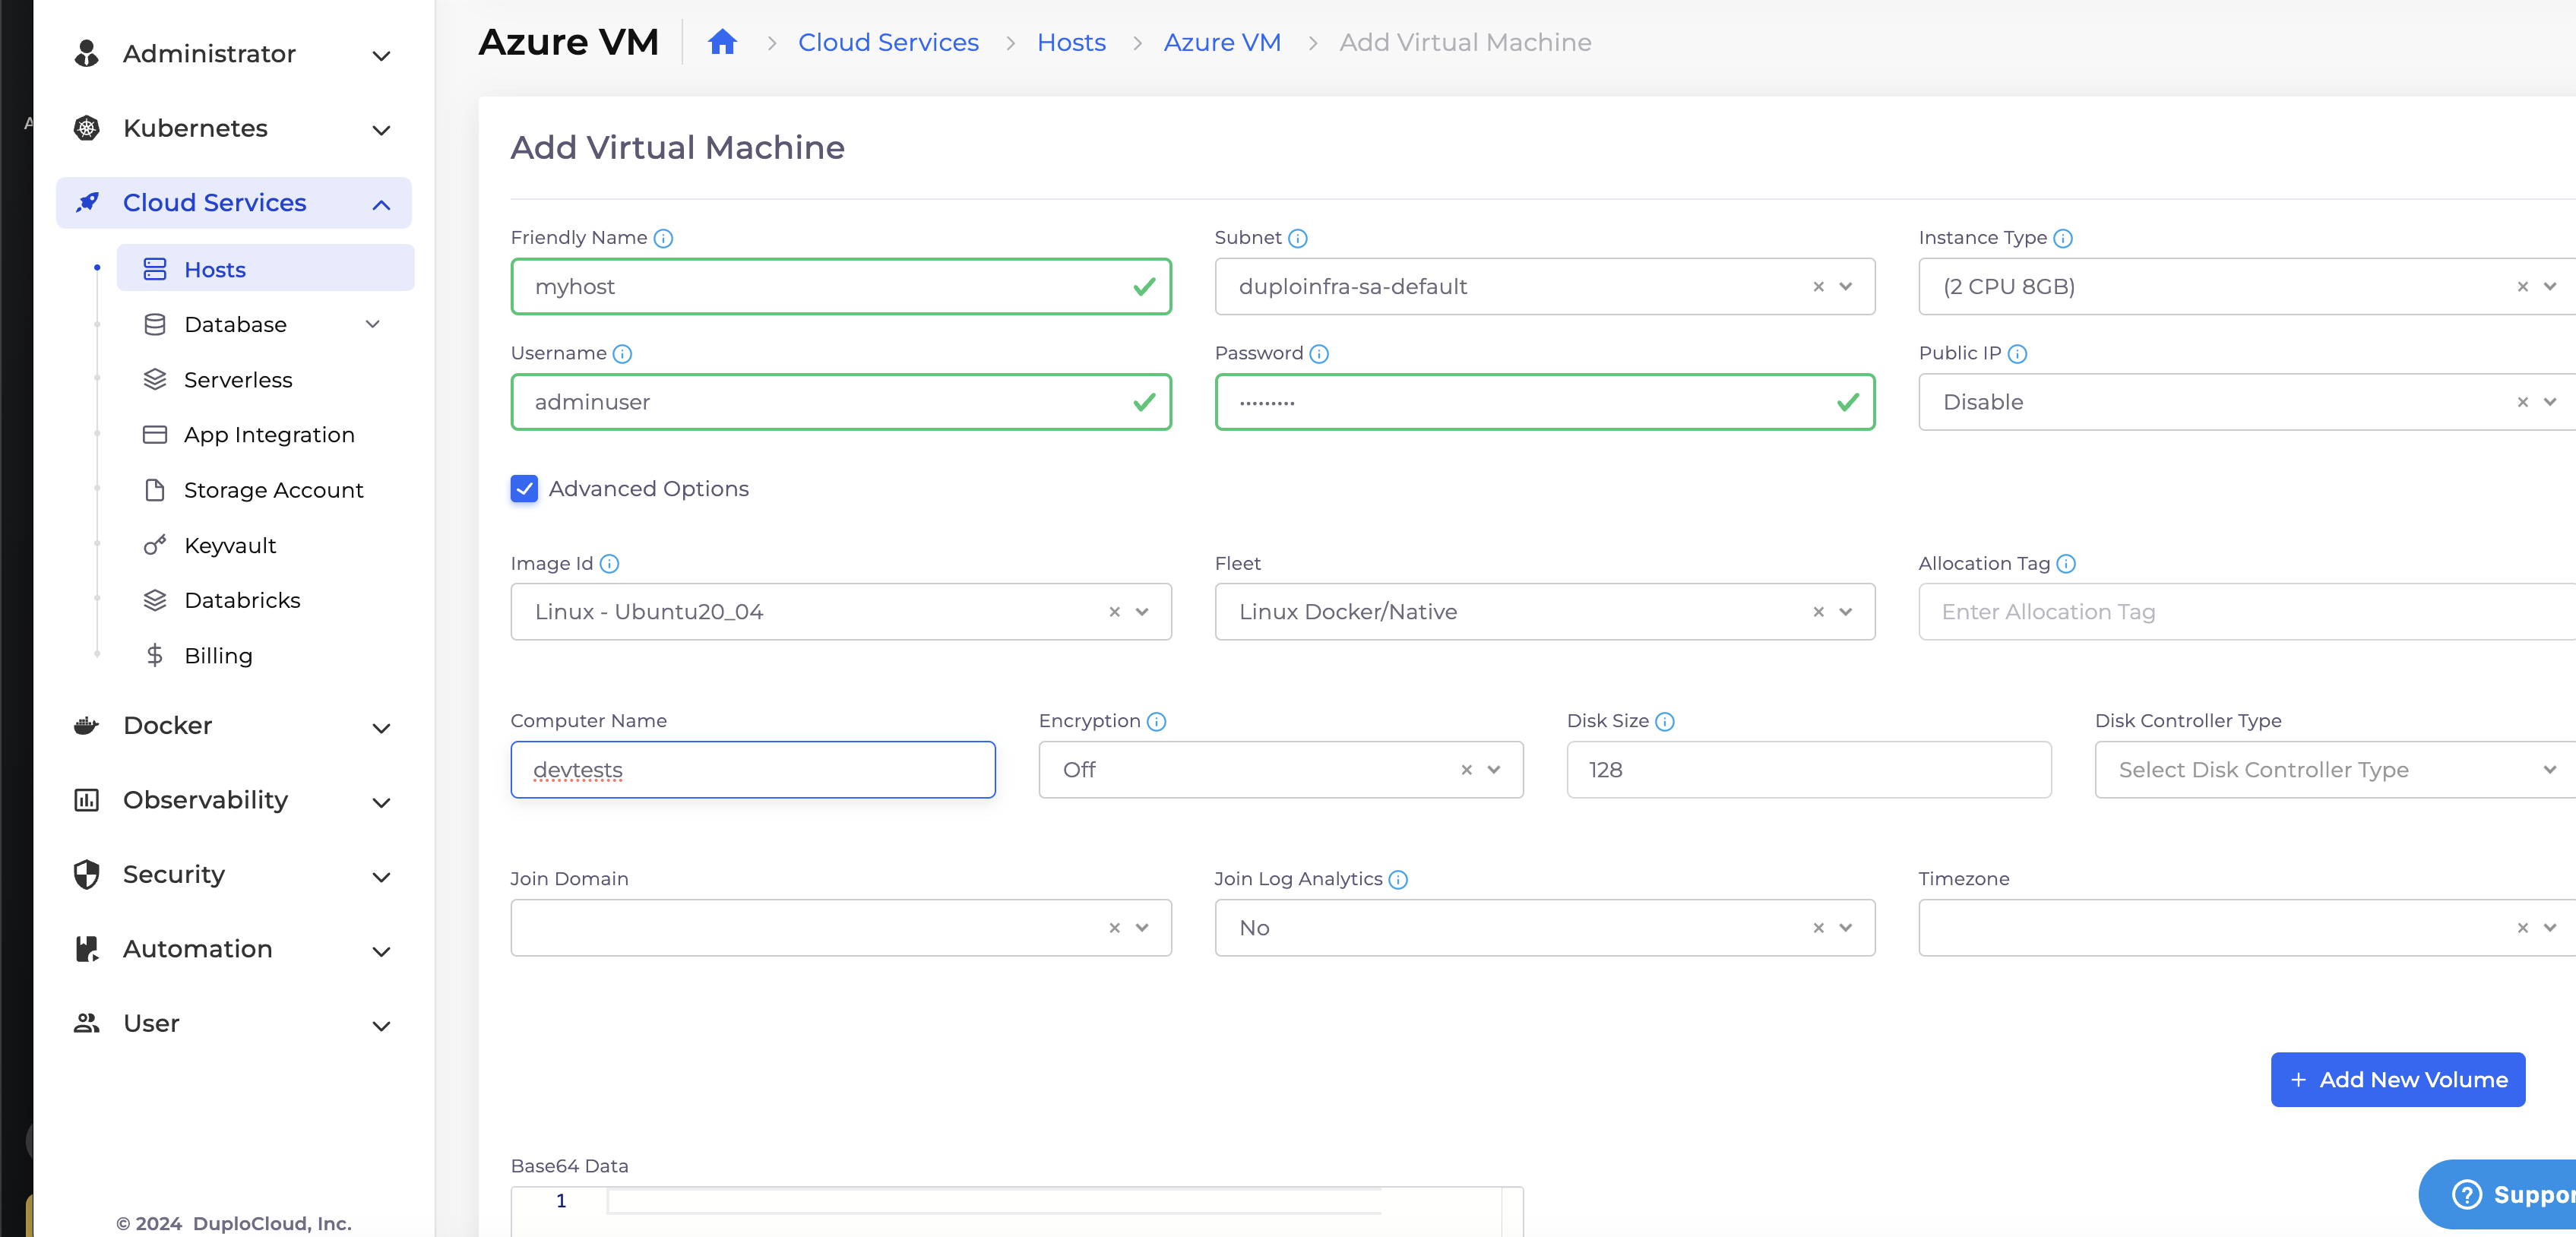 Administrator
Kubernetes
Cloud Services
Hosts
Database
Serverless
App Integration
Storage Account
Keyvault
Databricks
Billing
Docker
Observability
Security
Automation
User
© 2024 DuploCloud, Inc.
Azure VM
Cloud Services > Hosts > Azure VM > Add Virtual Machine
Add Virtual Machine
Friendly Name
myhost
Subnet
duploinfra-sa-default
Instance Type
(2 CPU 8GB)
Username
adminuser
Password
•••••••••
Public IP
Disable
Advanced Options
Image Id
Linux - Ubuntu20_04
Fleet
Linux Docker/Native
Allocation Tag
Enter Allocation Tag
Computer Name
devtests
Encryption
Off
Disk Size
128
Disk Controller Type
Select Disk Controller Type
Join Domain
Join Log Analytics
No
Timezone
+ Add New Volume
Base64 Data
1